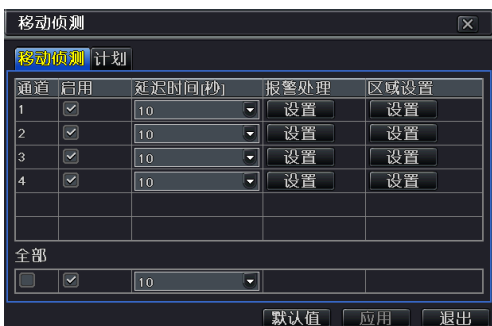 移动侦测
移动侦测 计划
通道 启用 延迟时间[秒] 报警处理 区域设置
1 10 设置 设置
2 10 设置 设置
3 10 设置 设置
4 10 设置 设置
全部
10
默认值 应用 退出